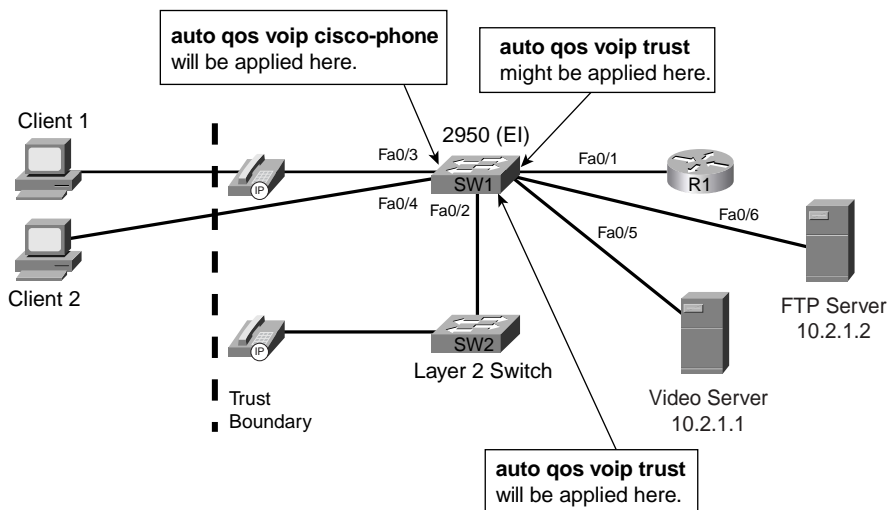 auto qos voip cisco-phone
will be applied here.
auto qos voip trust
might be applied here.
Client 1
2950 (EI)
Fa0/3
Fa0/1
IP
SW1
R1
Fa0/4
Fa0/2
Fa0/6
Fa0/5
Client 2
FTP Server
10.2.1.2
IP
SW2
Layer 2 Switch
Trust
Boundary
Video Server
10.2.1.1
auto qos voip trust
will be applied here.